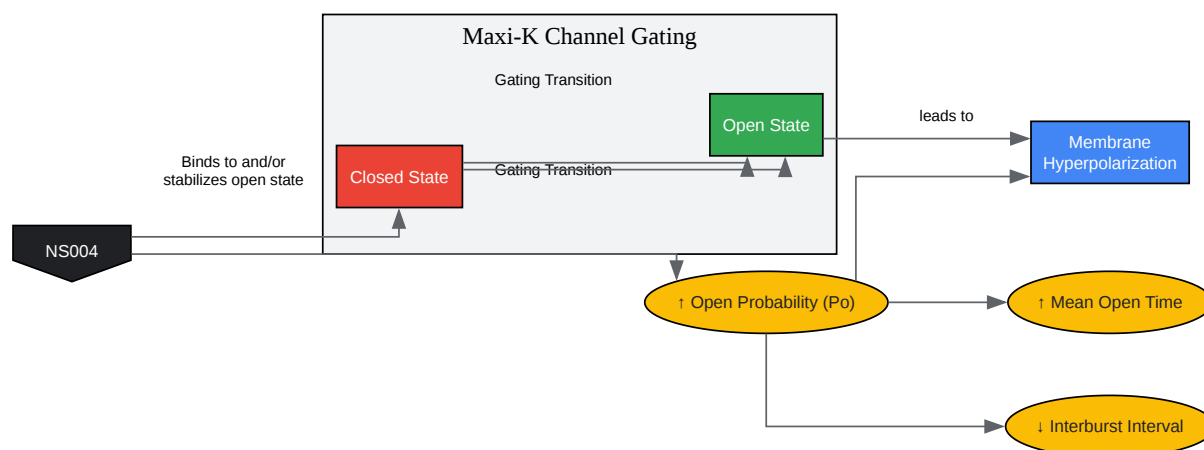 Maxi-K Channel Gating
Gating Transition
Open State
leads to
Membrane
Hyperpolarization
Binds to and/or
stabilizes open state
Closed State
Gating Transition
NS004
↑ Open Probability (Po)
↑ Mean Open Time
↓ Interburst Interval